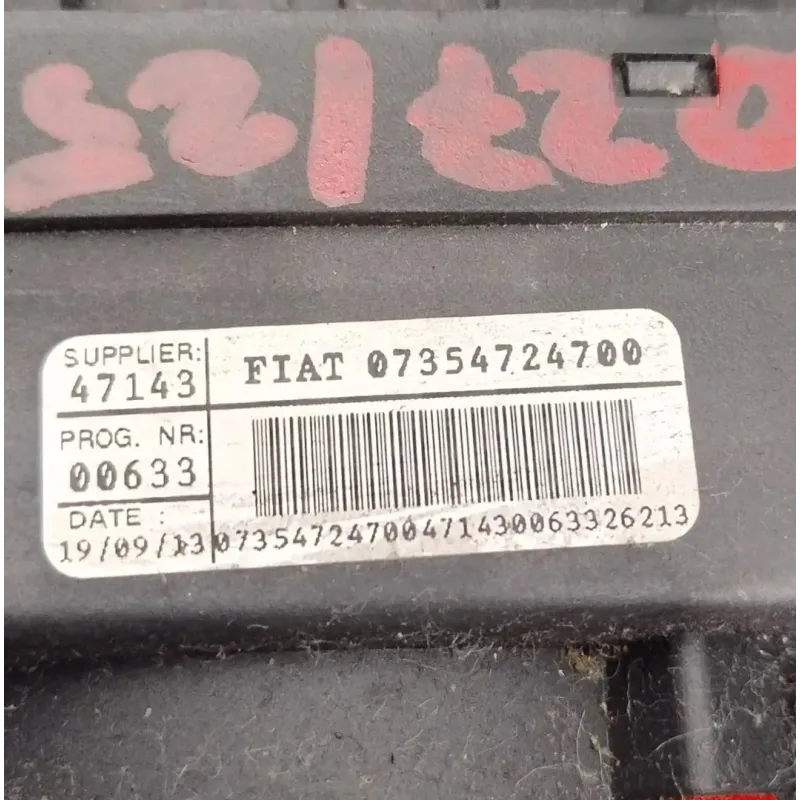 SUPPLIER:
47143
FIAT 07354724700
PROG. NR:
00633
DATE :
19/09/13
07354724700471430063326213